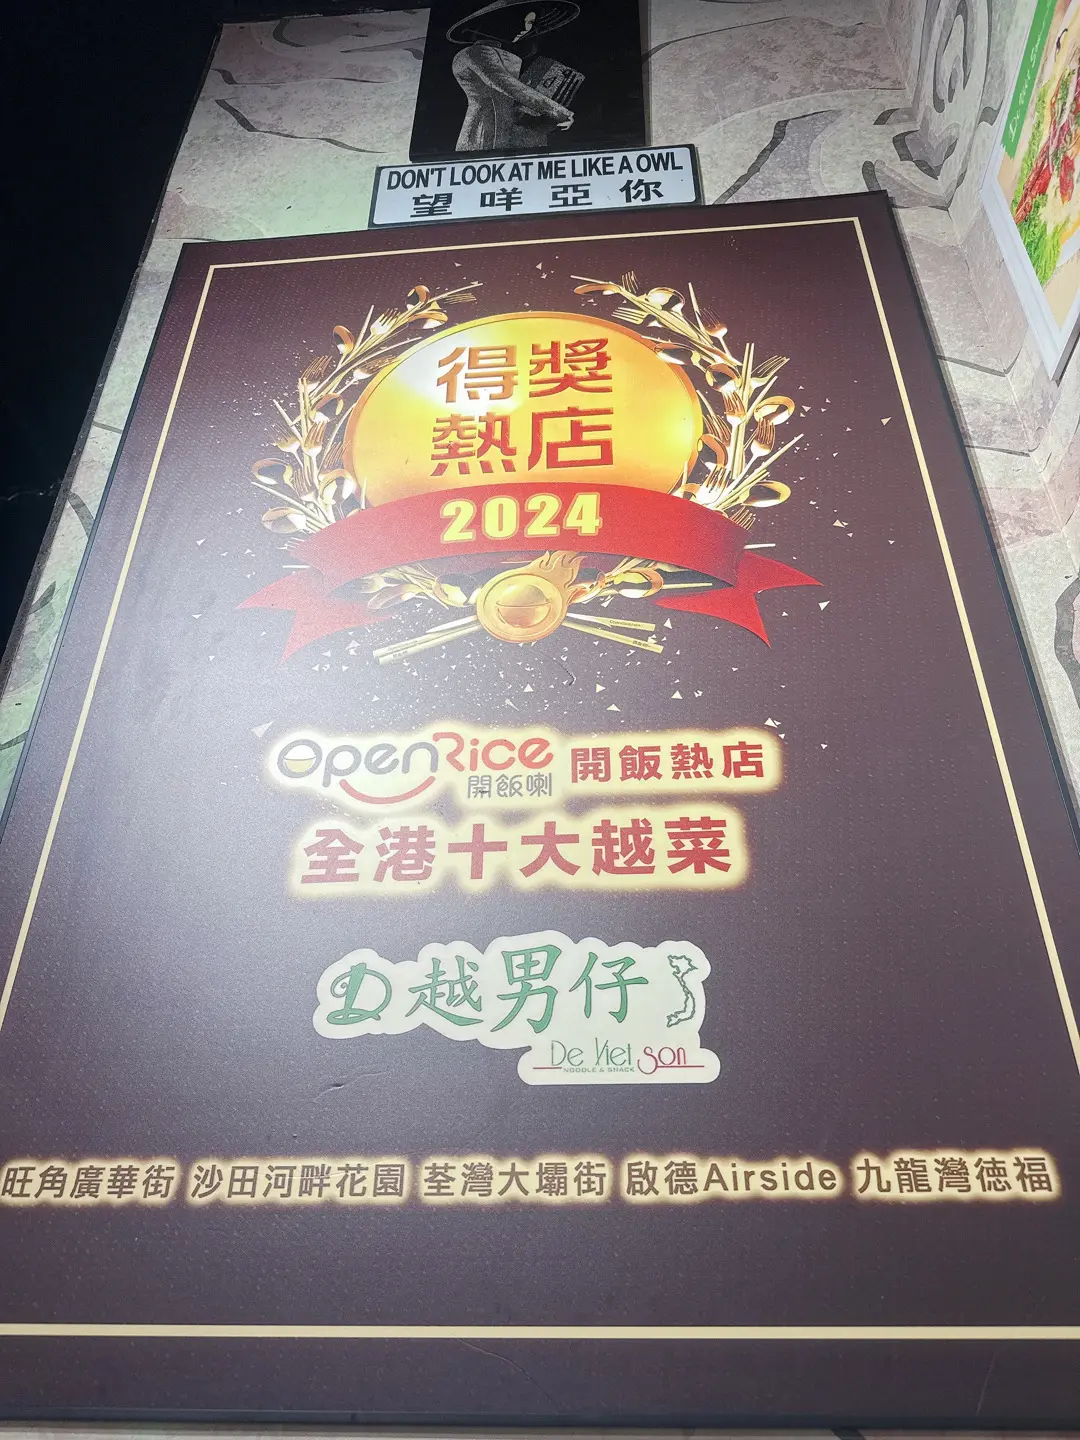 DON'T LOOK AT ME LIKE A OWL
望咩亞你
得獎
熱店
2024
OpenRice 開飯喇 開飯熱店
全港十大越菜
越男仔
De Viet Son
NOODLE & SNACK
旺角廣華街 沙田河畔花園 荃灣大壩街 啟德Airside 九龍灣德福